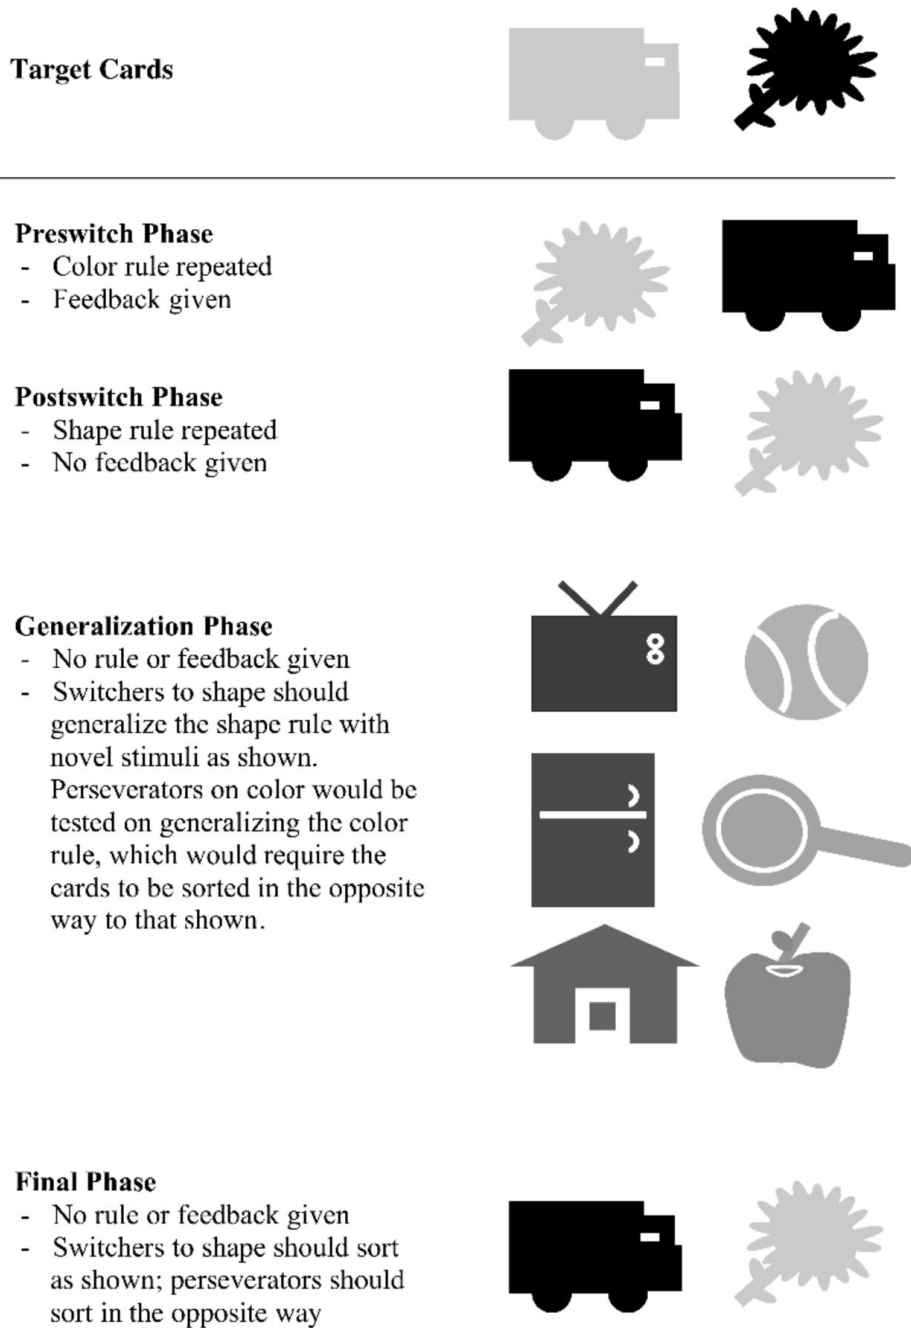 Target Cards
Preswitch Phase
- Color rule repeated
- Feedback given
Postswitch Phase
- Shape rule repeated
- No feedback given
Generalization Phase
- No rule or feedback given
- Switchers to shape should
generalize the shape rule with
novel stimuli as shown.
Perseverators on color would be
tested on generalizing the color
rule, which would require the
cards to be sorted in the opposite
way to that shown.
Final Phase
- No rule or feedback given
- Switchers to shape should sort
as shown; perseverators should
sort in the opposite way